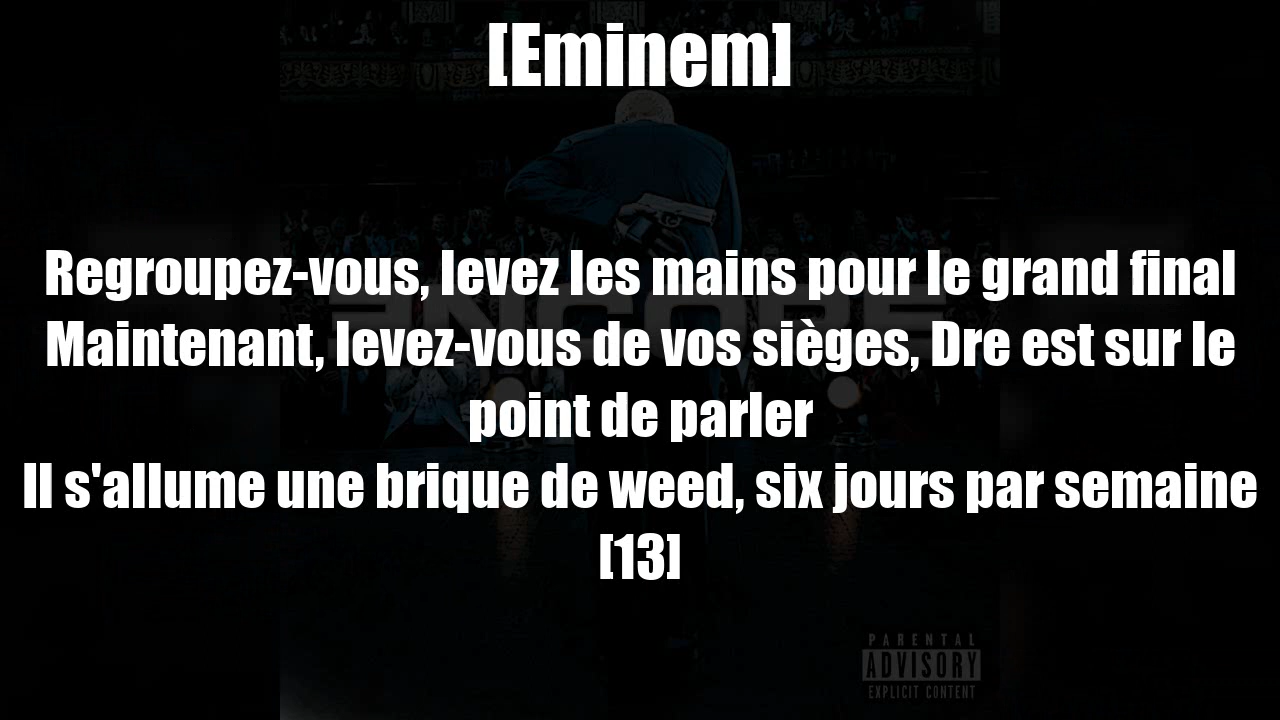 [Eminem]
Regroupez-vous, levez les mains pour le grand final
ENCORE
Maintenant, levez-vous de vos sièges, Dre est sur le
point de parler
Il s'allume une brique de weed, six jours par semaine
[13]
PARENTAL
ADVISORY
EXPLICIT CONTENT